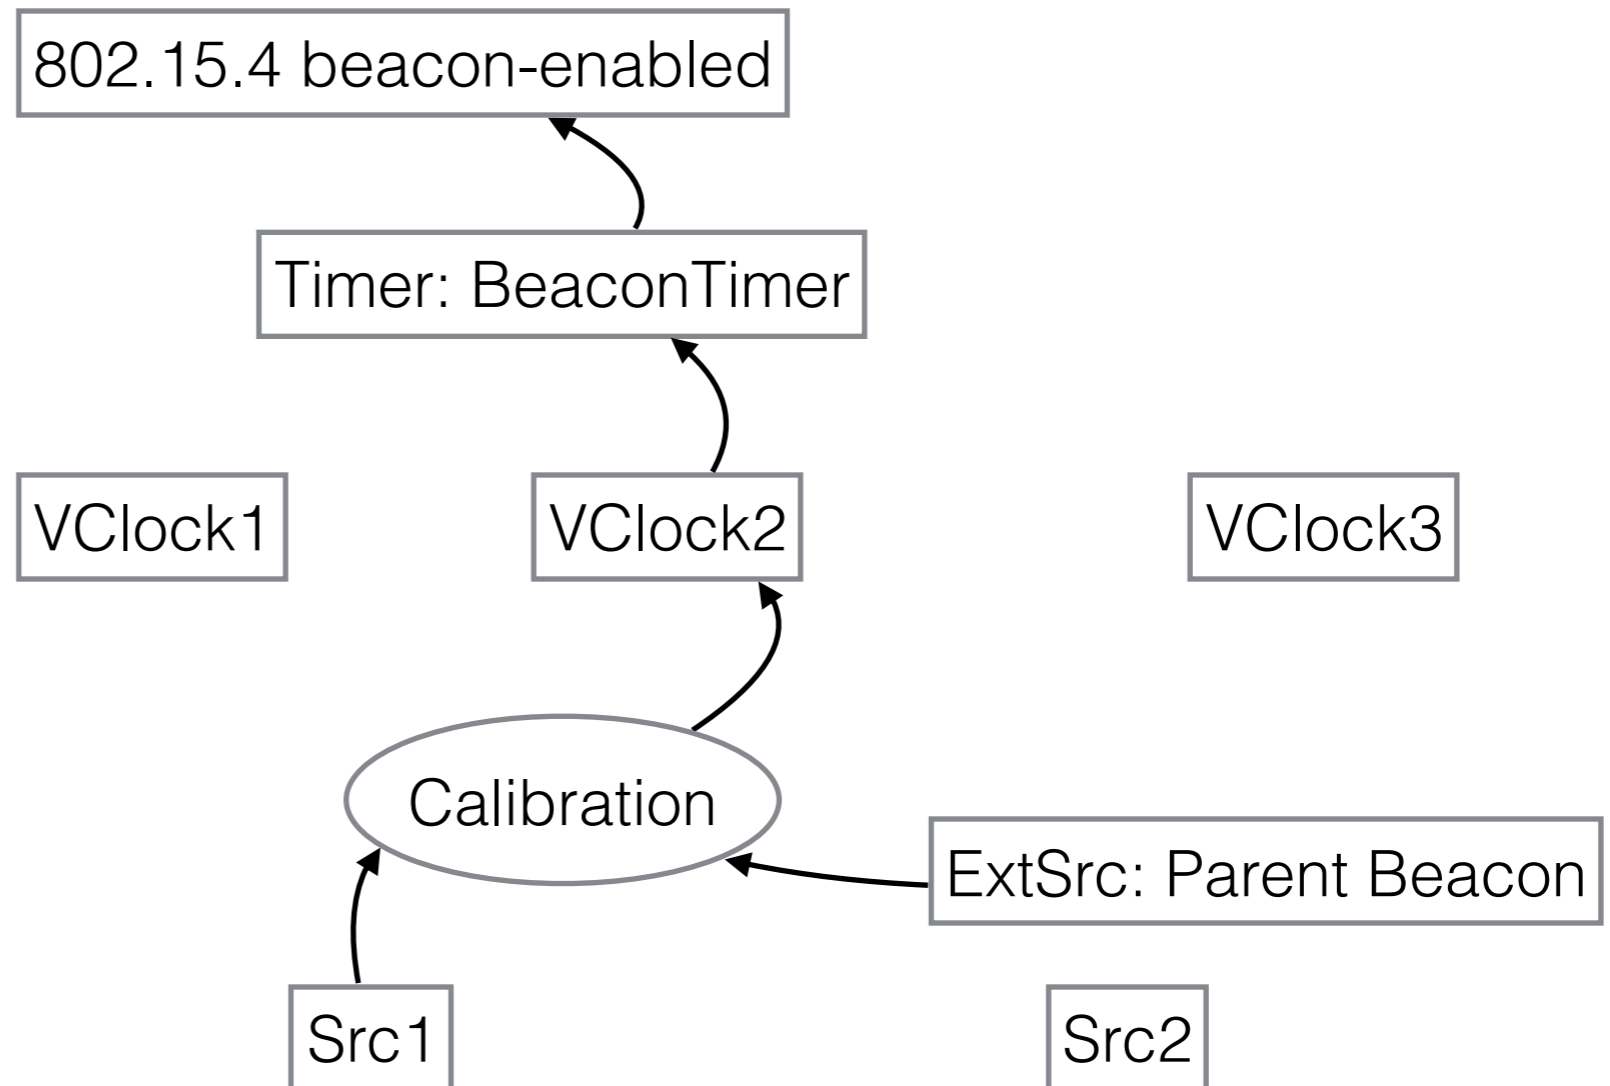 802.15.4 beacon-enabled
Timer: BeaconTimer
VClock1
VClock2
VClock3
Calibration
ExtSrc: Parent Beacon
Src1
Src2